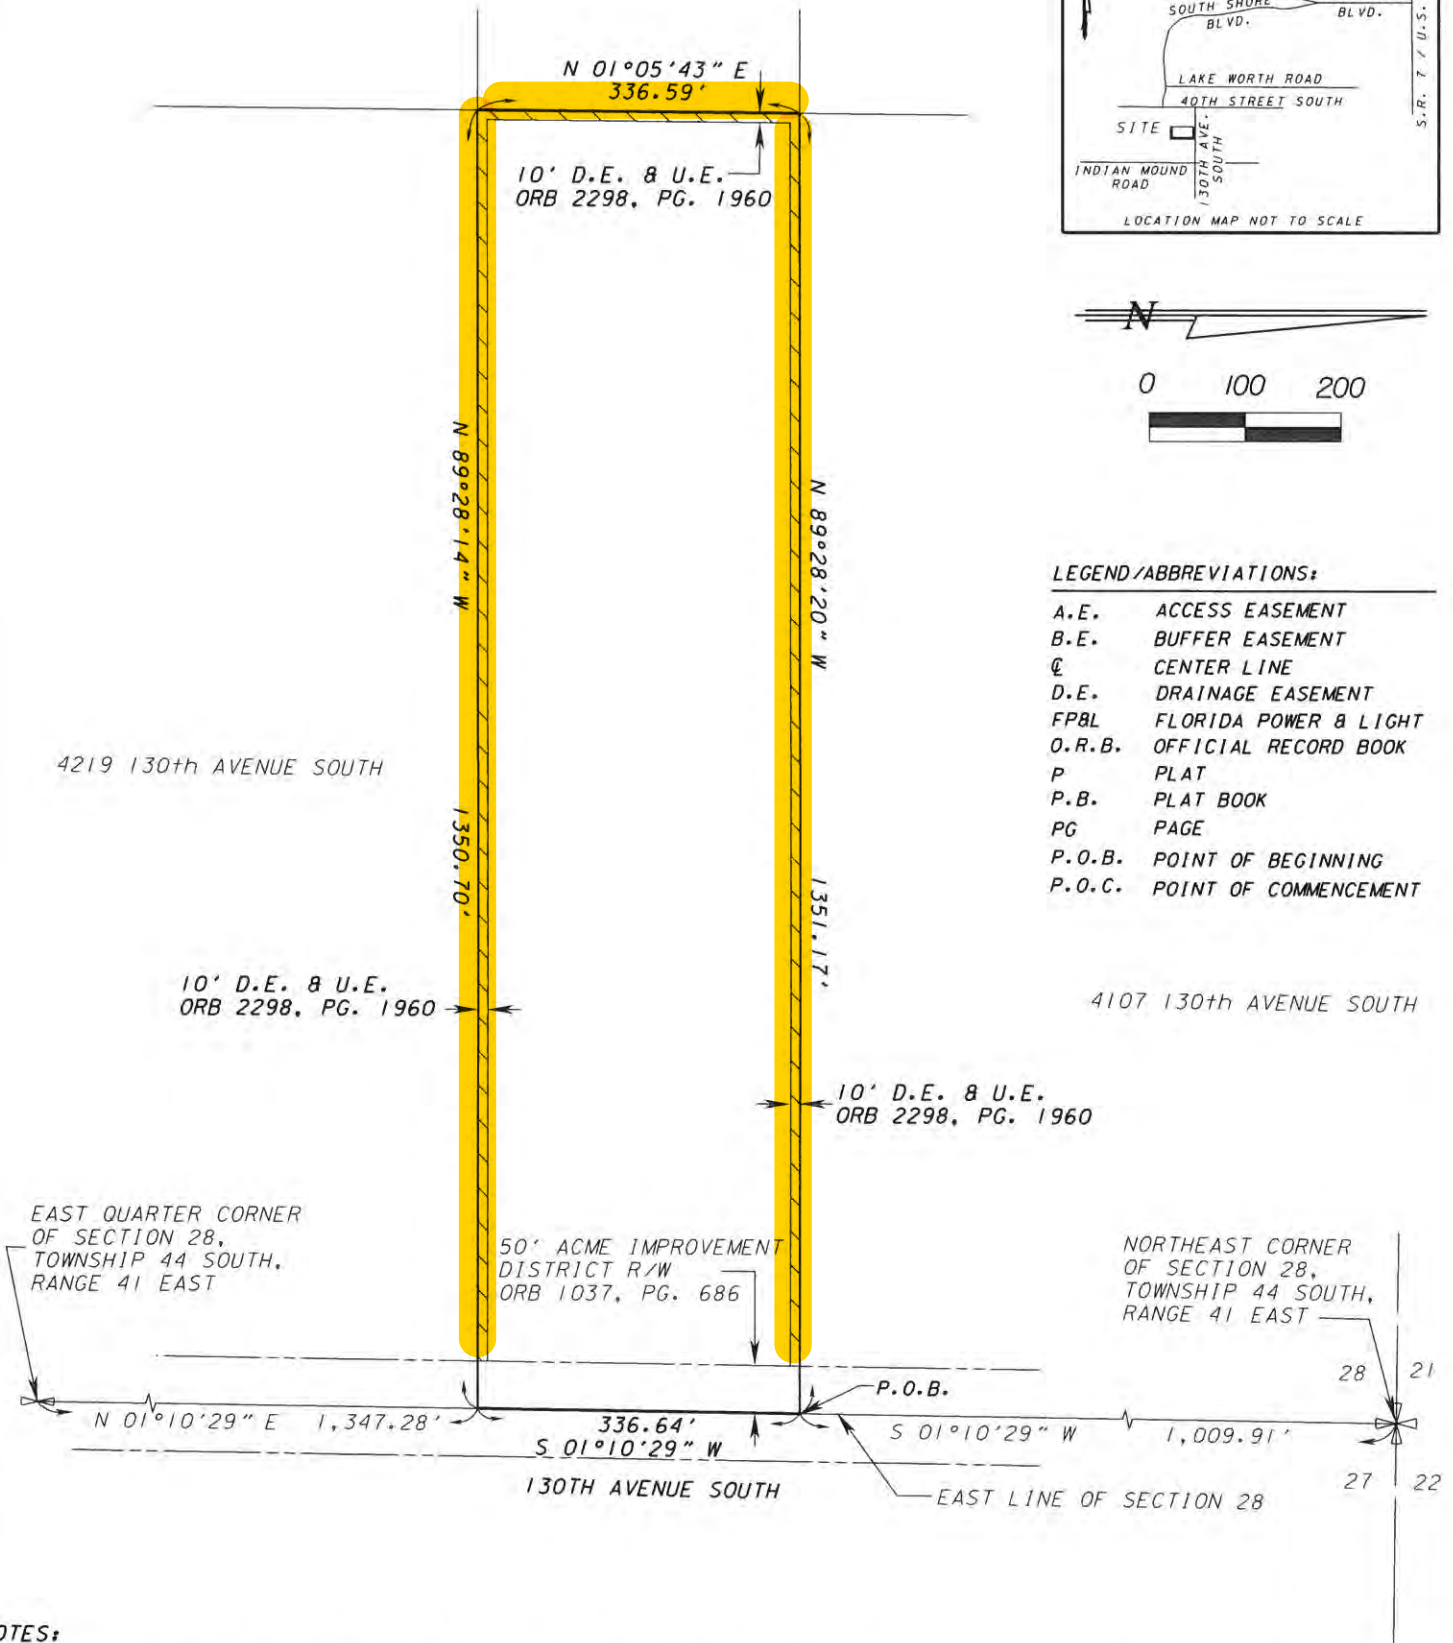 SOUTH SHORE
BLVD.
BLVD.
S.R. 7 / U.S.
LAKE WORTH ROAD
40TH STREET SOUTH
SITE
130TH AVE.
SOUTH
INDIAN MOUND
ROAD
LOCATION MAP NOT TO SCALE
N 01°05'43" E
336.59'
10' D.E. & U.E.
ORB 2298, PG. 1960
N
0 100 200
N 89°28'14" W
1350.70'
N 89°28'20" W
1351.17'
LEGEND/ABBREVIATIONS:
A.E. ACCESS EASEMENT
B.E. BUFFER EASEMENT
℄ CENTER LINE
D.E. DRAINAGE EASEMENT
FP&L FLORIDA POWER & LIGHT
O.R.B. OFFICIAL RECORD BOOK
P PLAT
P.B. PLAT BOOK
PG PAGE
P.O.B. POINT OF BEGINNING
P.O.C. POINT OF COMMENCEMENT
4219 130th AVENUE SOUTH
10' D.E. & U.E.
ORB 2298, PG. 1960
4107 130th AVENUE SOUTH
10' D.E. & U.E.
ORB 2298, PG. 1960
EAST QUARTER CORNER
OF SECTION 28,
TOWNSHIP 44 SOUTH,
RANGE 41 EAST
50' ACME IMPROVEMENT
DISTRICT R/W
ORB 1037, PG. 686
NORTHEAST CORNER
OF SECTION 28,
TOWNSHIP 44 SOUTH,
RANGE 41 EAST
28 21
P.O.B.
N 01°10'29" E 1,347.28'
336.64'
S 01°10'29" W
S 01°10'29" W 1,009.91'
130TH AVENUE SOUTH
EAST LINE OF SECTION 28
27 22
OTES: